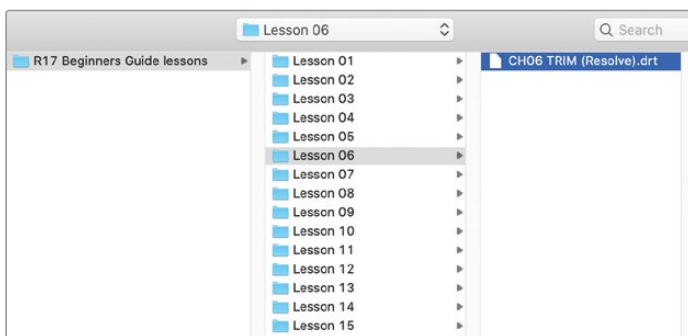 Lesson 06
Search
R17 Beginners Guide lessons
Lesson 01
Lesson 02
Lesson 03
Lesson 04
Lesson 05
Lesson 06
Lesson 07
Lesson 08
Lesson 09
Lesson 10
Lesson 11
Lesson 12
Lesson 13
Lesson 14
Lesson 15
CH06 TRIM (Resolve).drt